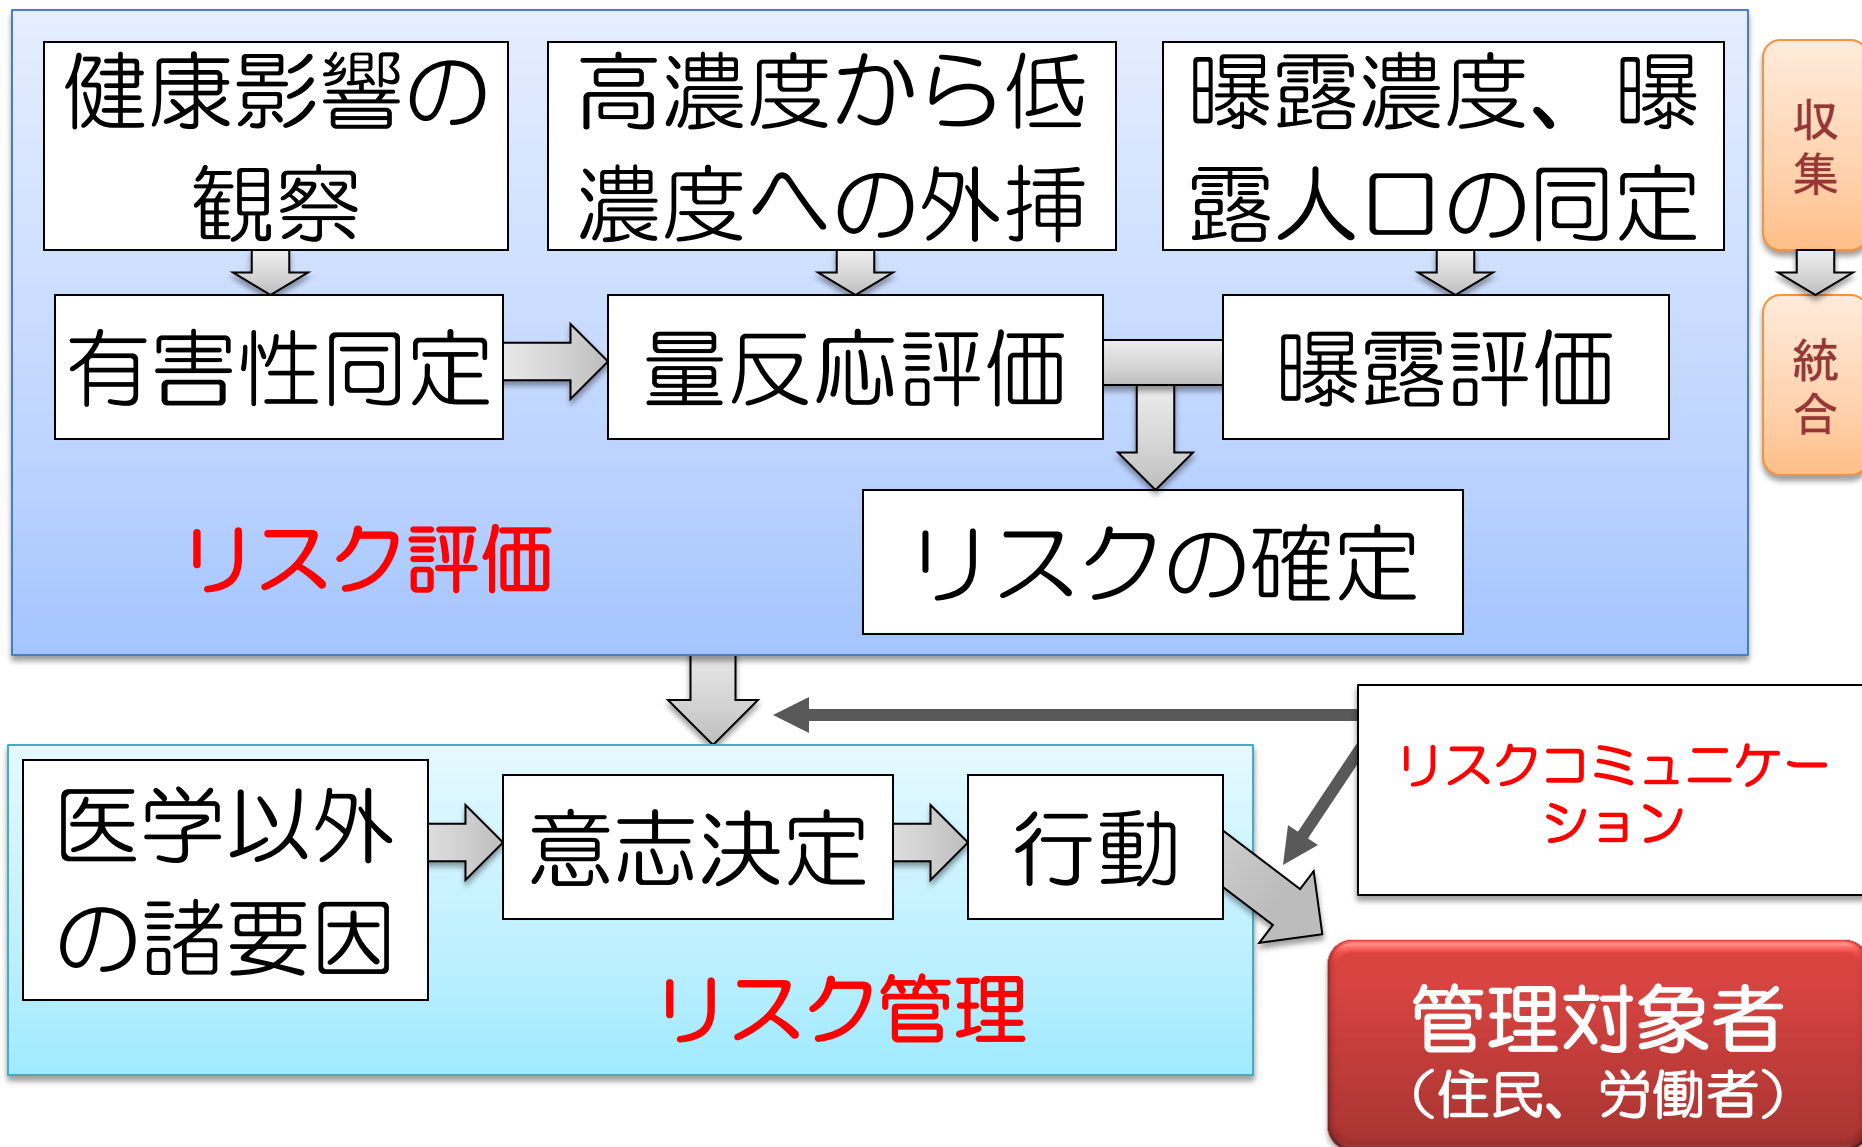 健康影響の
観察
高濃度から低
濃度への外挿
曝露濃度、曝
露人口の同定
収
集
有害性同定
量反応評価
曝露評価
統
合
リスク評価
リスクの確定
リスクコミュニケー
ション
医学以外
の諸要因
意志決定
行動
リスク管理
管理対象者
（住民、労働者）